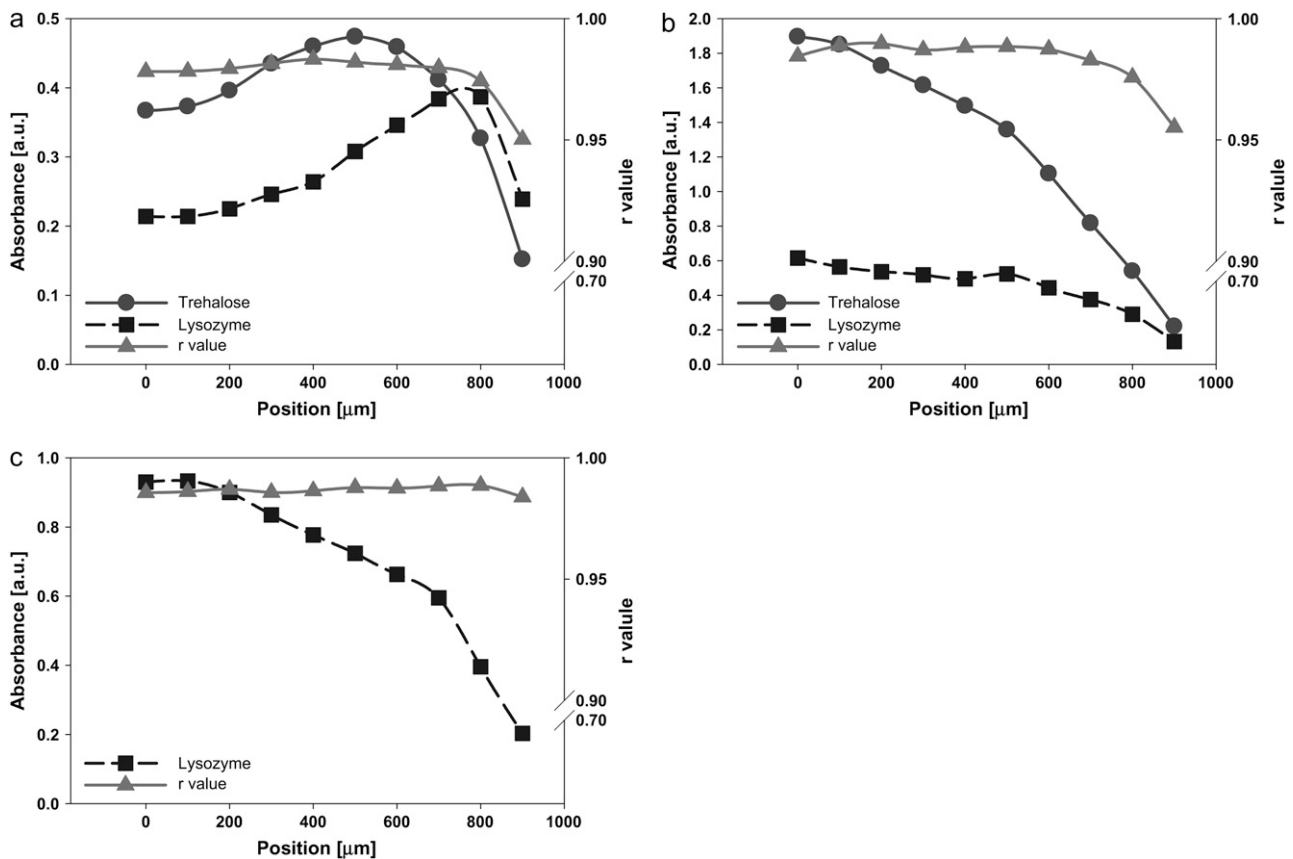 a
Absorbance [a.u.]
0.5
0.4
0.3
0.2
0.1
0.0
Trehalose
Lysozyme
r value
0 200 400 600 800 1000
Position [μm]
1.00
0.95
0.90
0.70
r valule
b
Absorbance [a.u.]
2.0
1.8
1.6
1.4
1.2
1.0
0.8
0.6
0.4
0.2
0.0
Trehalose
Lysozyme
r value
0 200 400 600 800 1000
Position [μm]
1.00
0.95
0.90
0.70
r valule
c
Absorbance [a.u.]
1.0
0.8
0.6
0.4
0.2
0.0
Lysozyme
r value
0 200 400 600 800 1000
Position [μm]
1.00
0.95
0.90
0.70
r valule